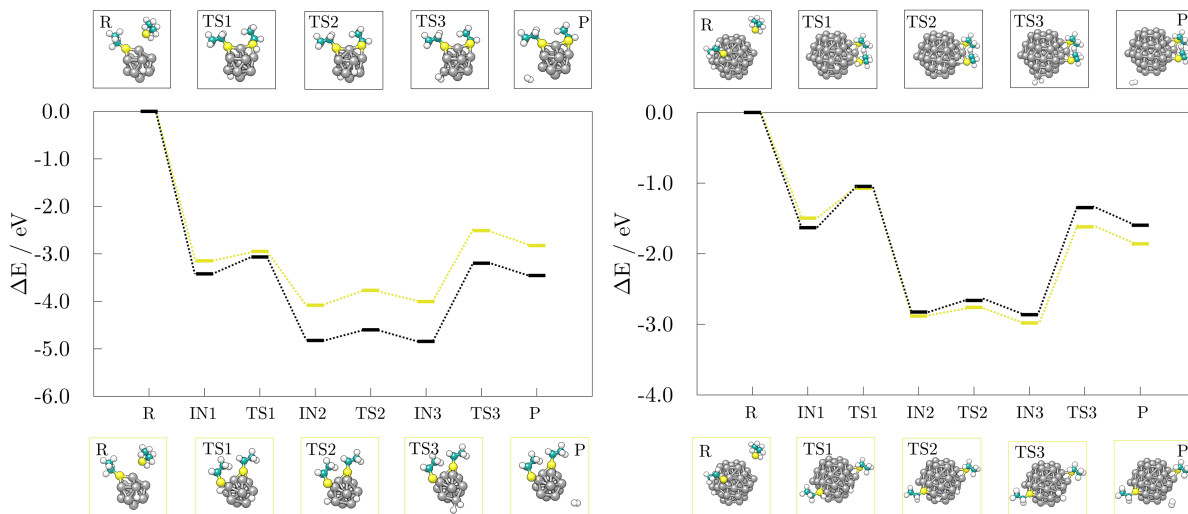 R TS1 TS2 TS3 P
0.0
-1.0
-2.0
-3.0
-4.0
-5.0
-6.0
ΔE / eV
R IN1 TS1 IN2 TS2 IN3 TS3 P
R TS1 TS2 TS3 P
R TS1 TS2 TS3 P
0.0
-1.0
-2.0
-3.0
-4.0
ΔE / eV
R IN1 TS1 IN2 TS2 IN3 TS3 P
R TS1 TS2 TS3 P